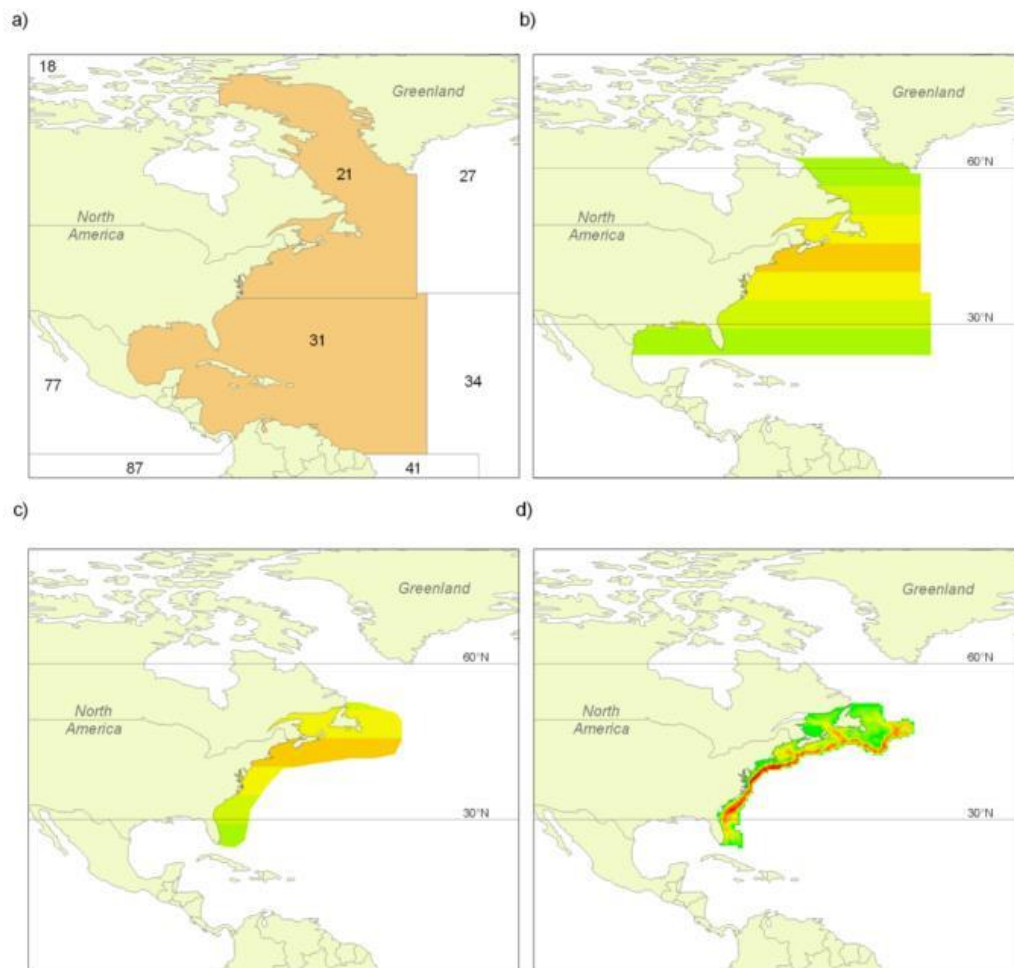 a)
18
Greenland
21
27
North
America
31
77
34
87
41
b)
Greenland
60°N
North
America
30°N
c)
Greenland
60°N
North
America
30°N
d)
Greenland
60°N
North
America
30°N